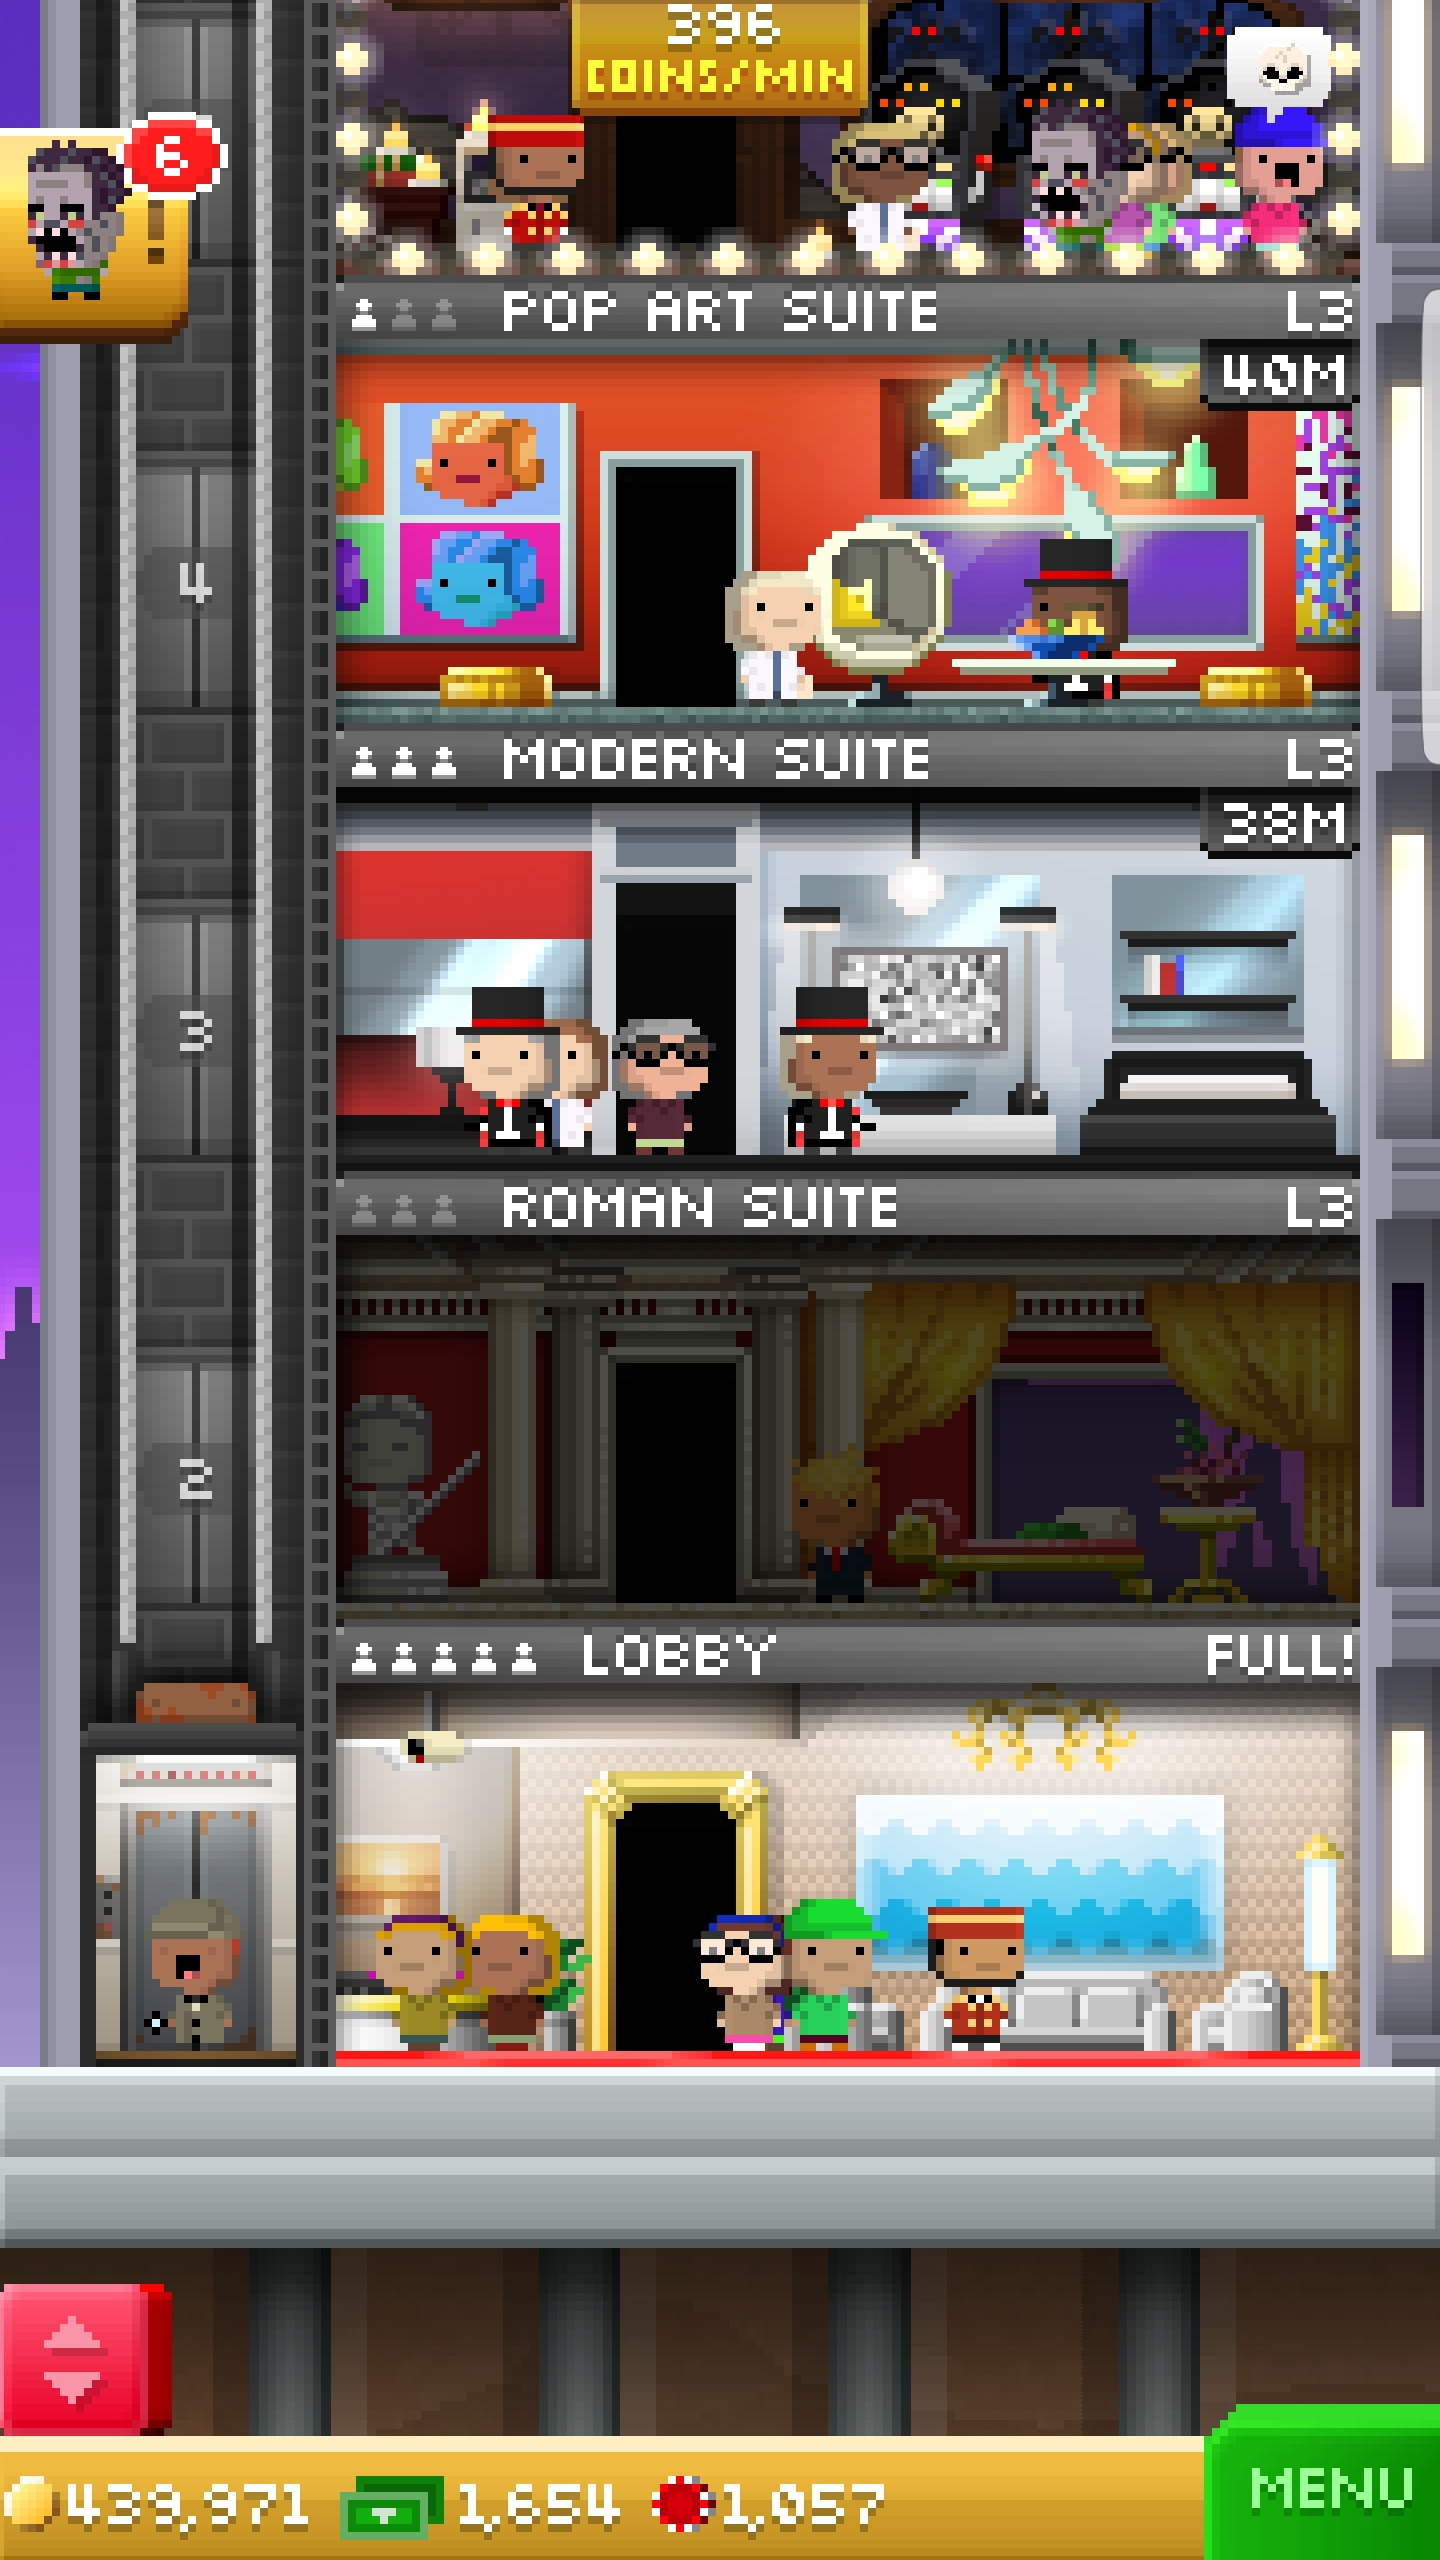 396
COINS/MIN
6
!
POP ART SUITE L3
40M
4
MODERN SUITE L3
38M
3
ROMAN SUITE L3
2
LOBBY FULL!
439,971 1,654 1,057
MENU